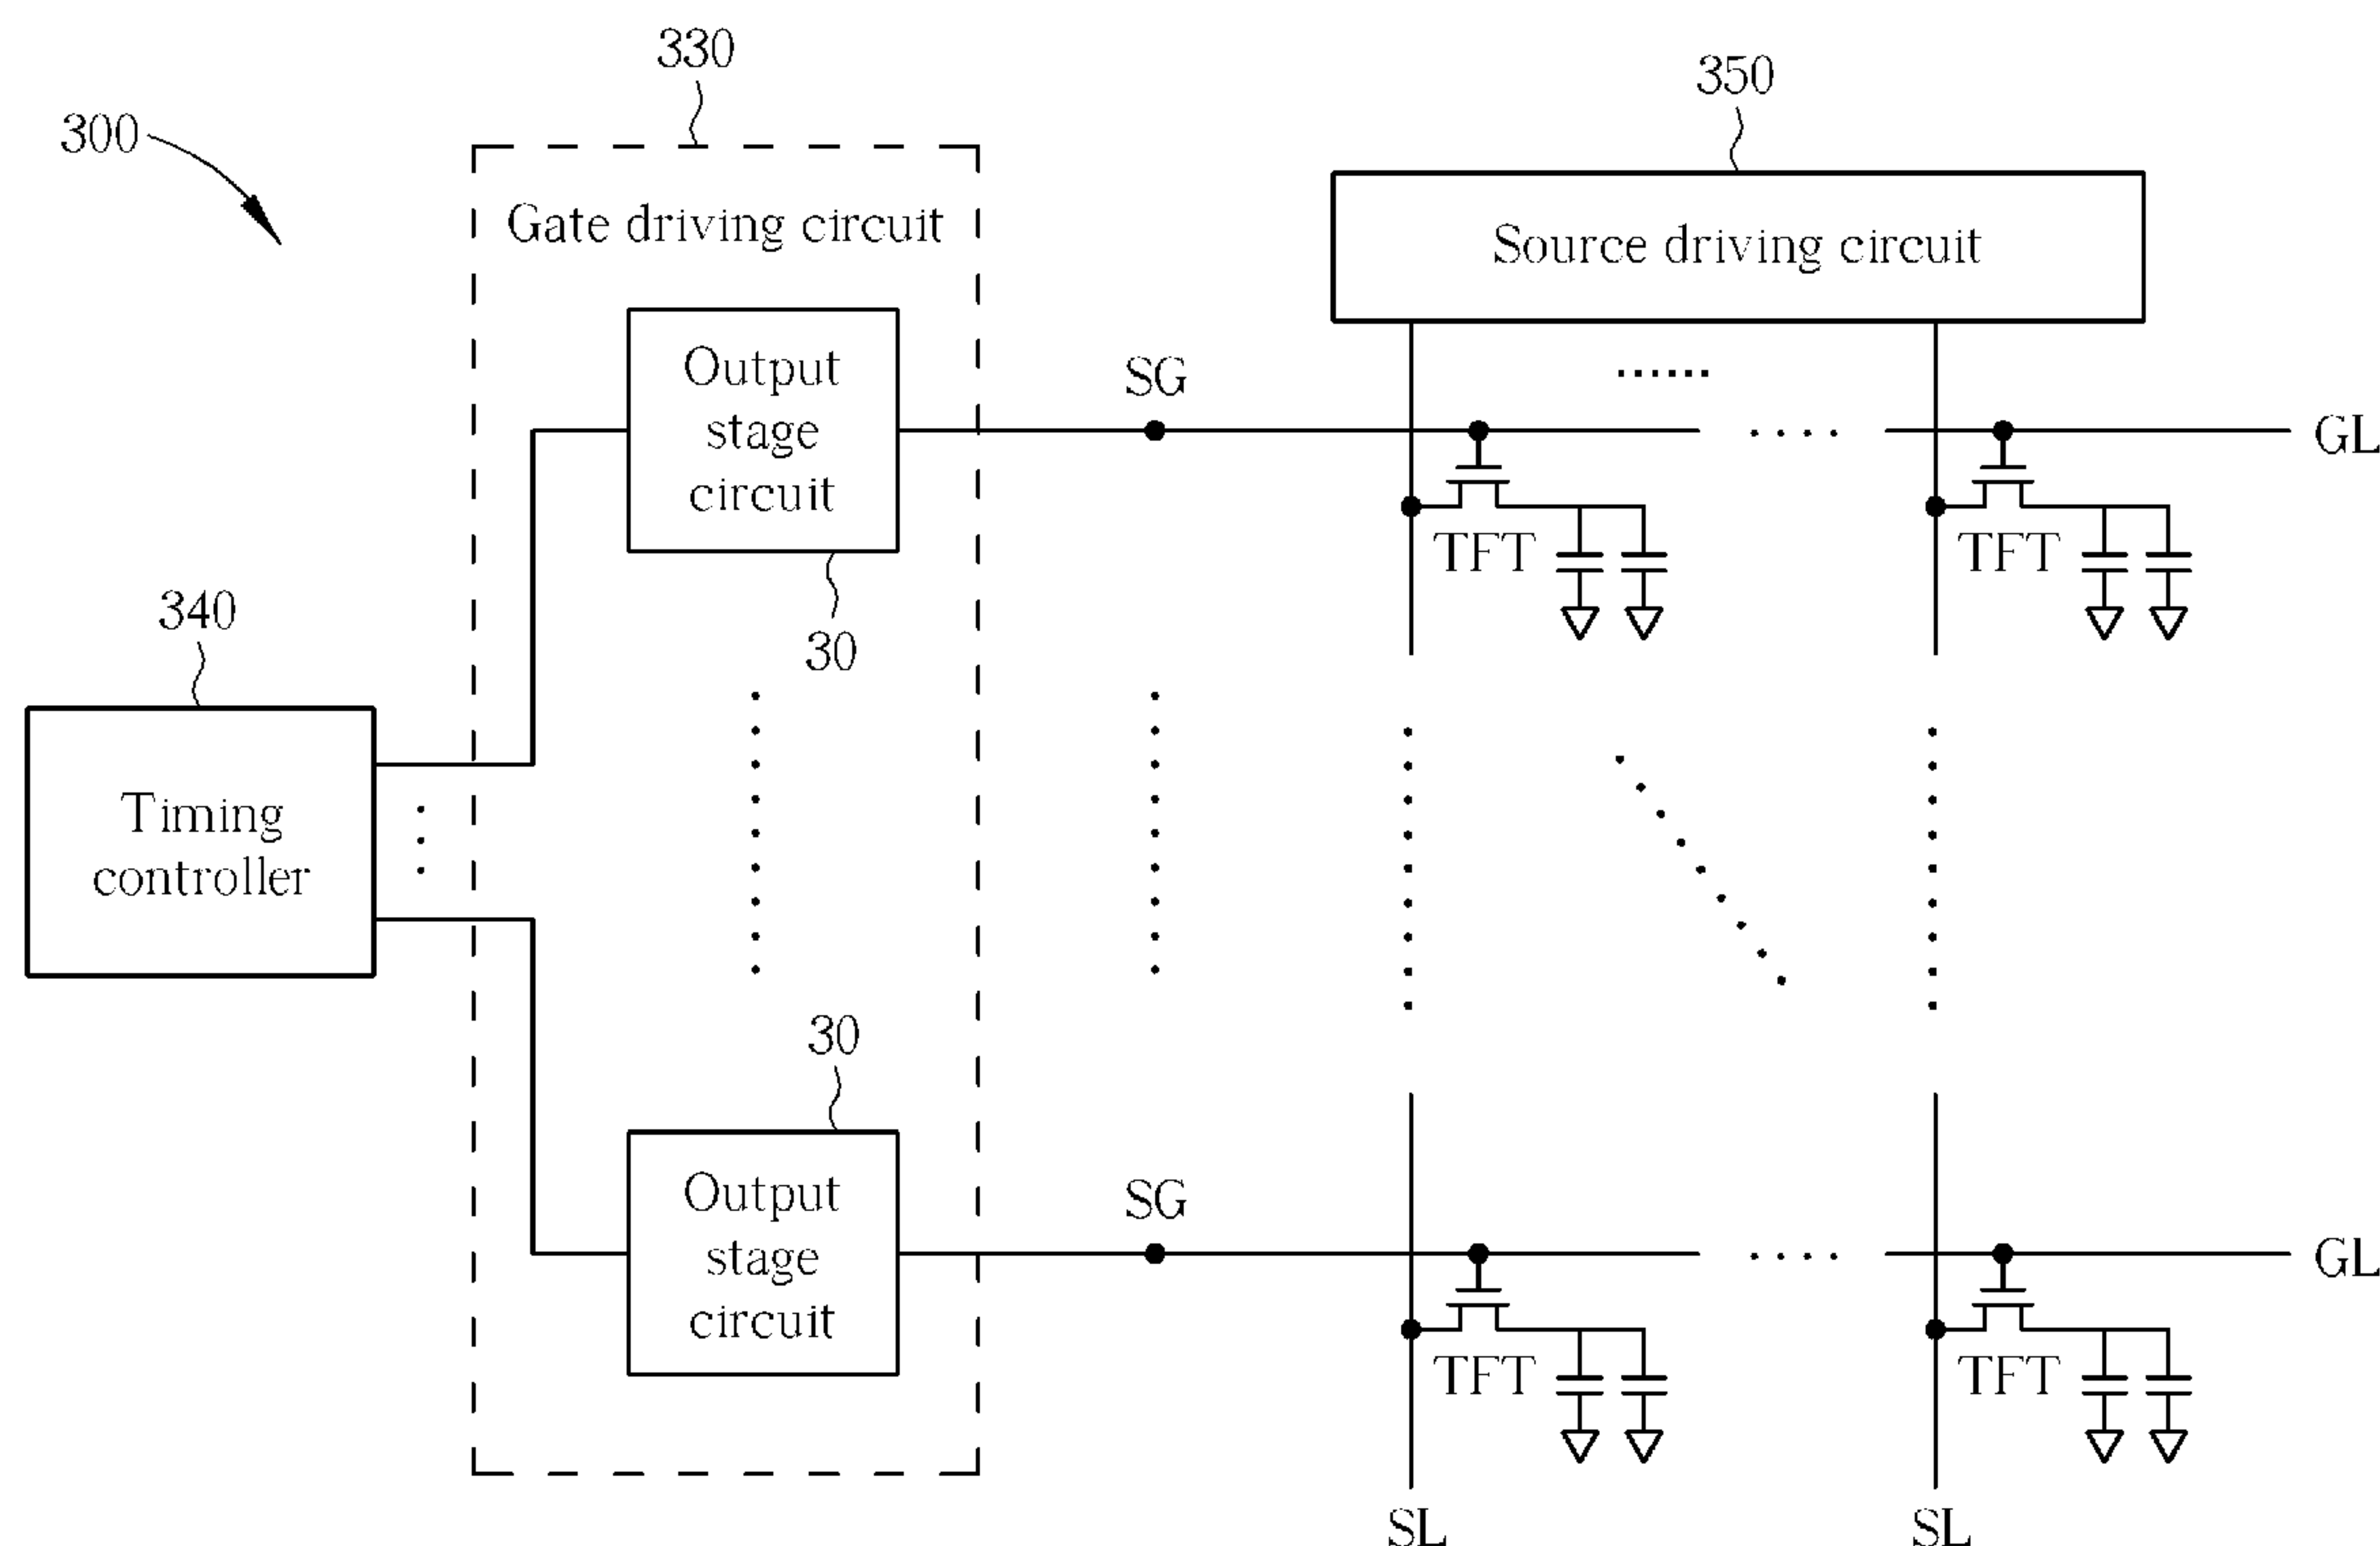 330
350
300
Gate driving circuit
Source driving circuit
Output
stage
circuit
SG
GL
TFT
TFT
30
340
Timing
controller
30
Output
stage
circuit
SG
GL
TFT
TFT
SL
SL